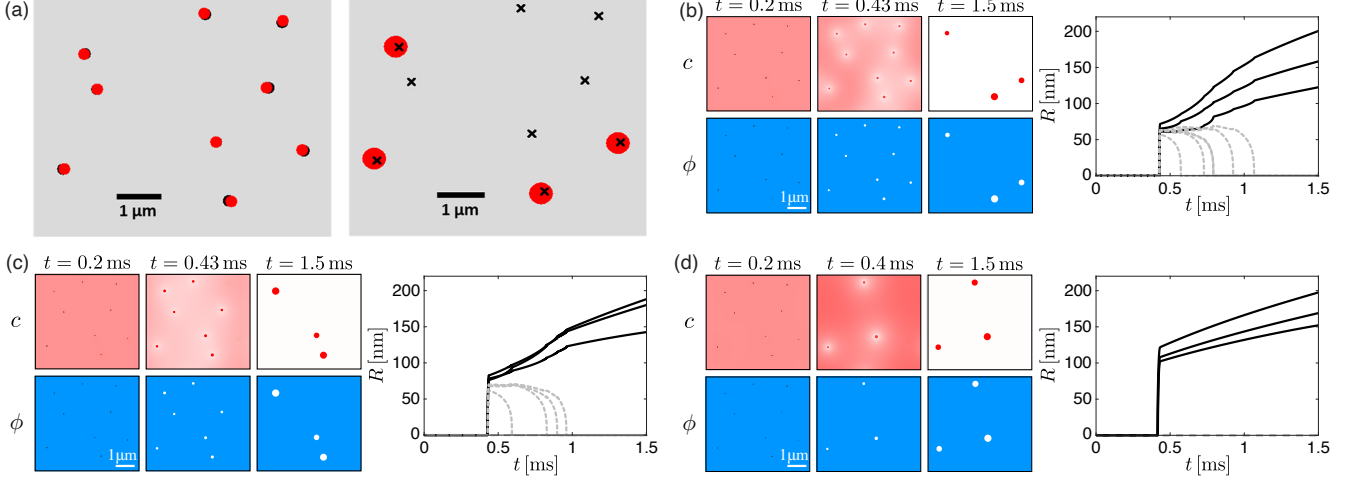 (a)
1 μm
1 μm
(b)
t = 0.2 ms
t = 0.43 ms
t = 1.5 ms
c
ϕ
1μm
R [nm]
200
150
100
50
0
0
0.5
1
1.5
t [ms]
(c)
t = 0.2 ms
t = 0.43 ms
t = 1.5 ms
c
ϕ
1μm
R [nm]
200
150
100
50
0
0
0.5
1
1.5
t [ms]
(d)
t = 0.2 ms
t = 0.4 ms
t = 1.5 ms
c
ϕ
1μm
R [nm]
200
150
100
50
0
0
0.5
1
1.5
t [ms]